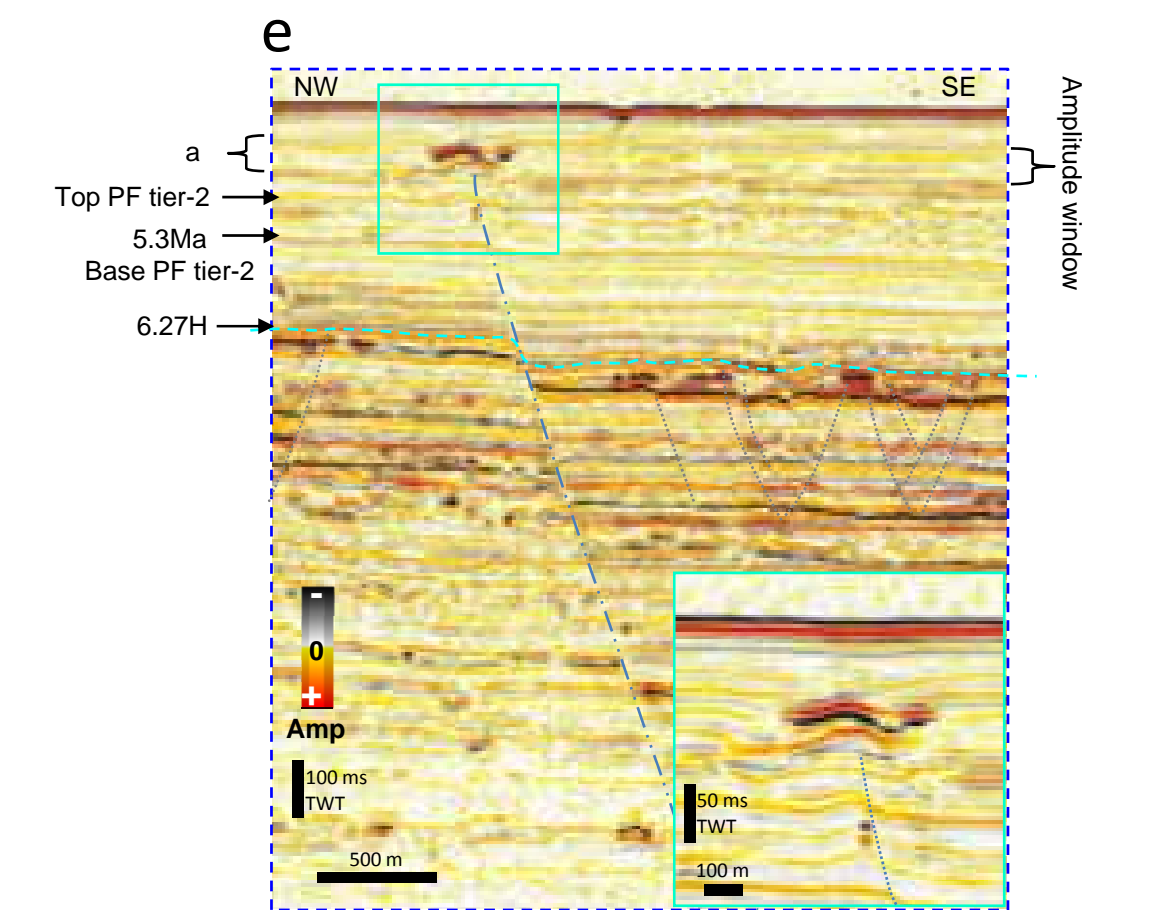 e
NW
SE
a
Top PF tier-2
5.3Ma
Base PF tier-2
6.27H
Amplitude window
-
0
+
Amp
100 ms
TWT
500 m
50 ms
TWT
100 m